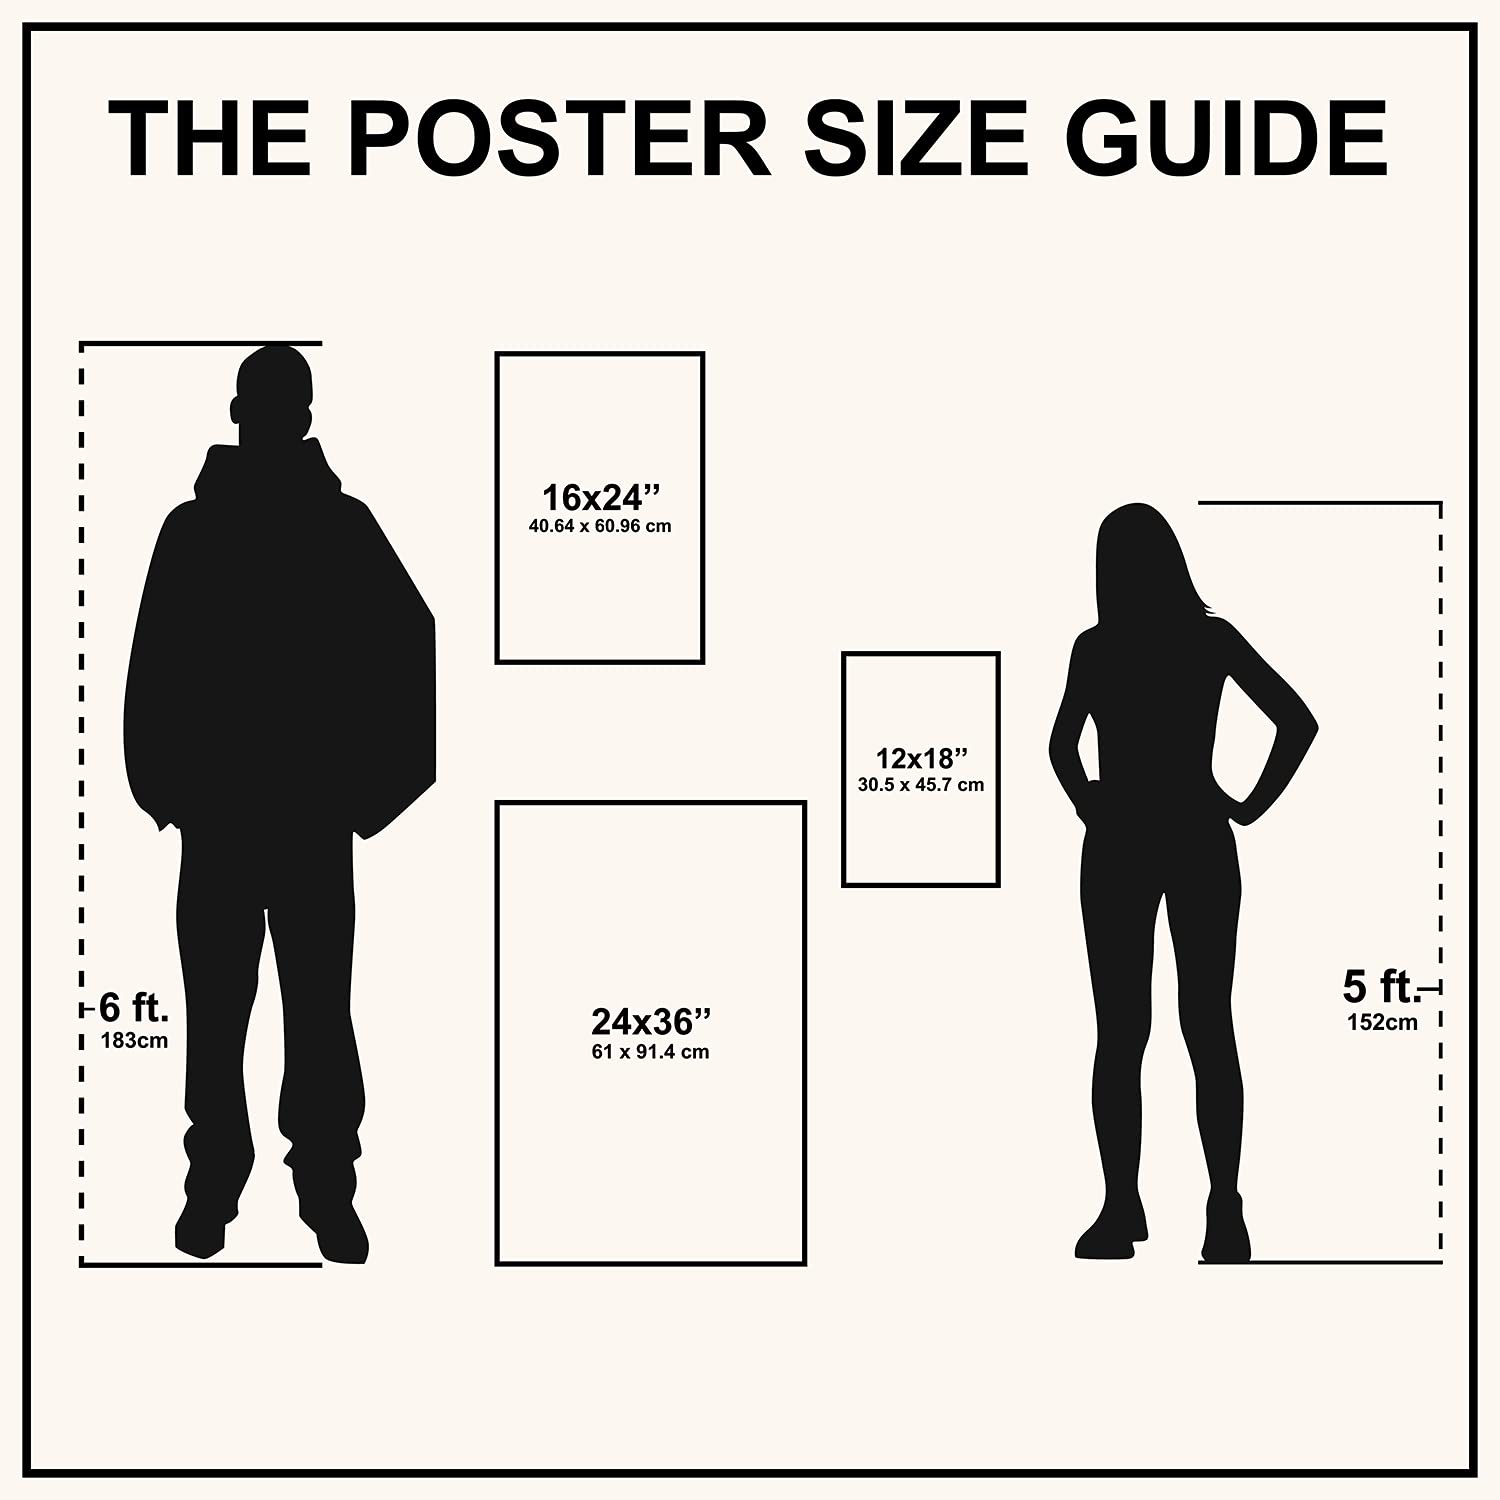 THE POSTER SIZE GUIDE
16x24”
40.64 x 60.96 cm
12x18”
30.5 x 45.7 cm
6 ft.
183cm
24x36”
61 x 91.4 cm
5 ft.
152cm